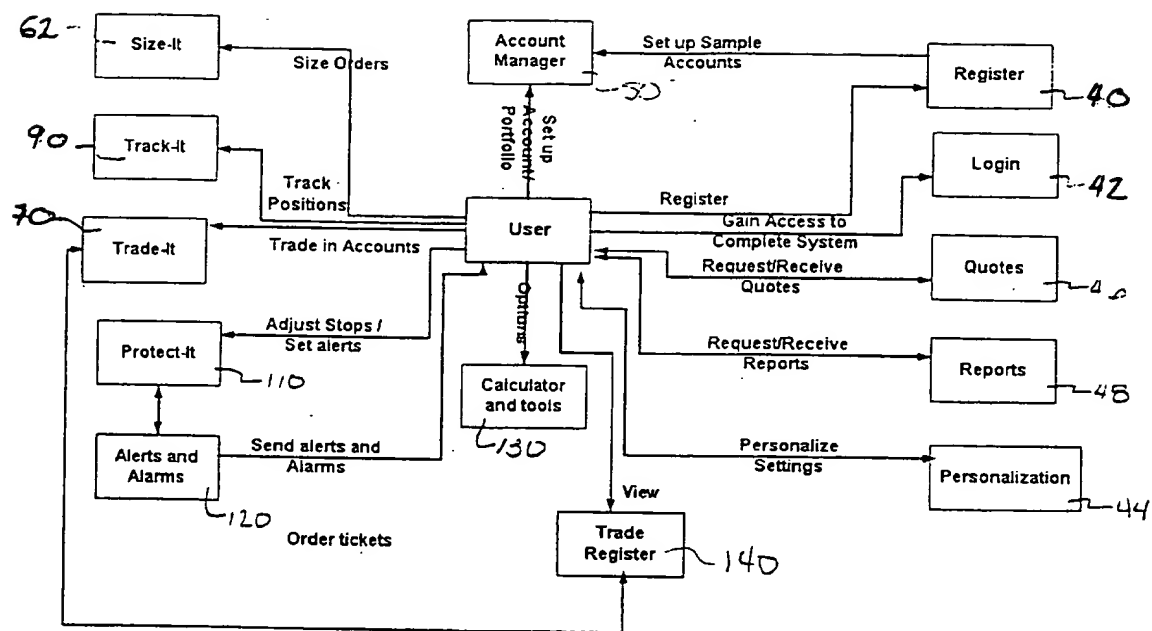 62
Size-It
Size Orders
Account
Manager
50
Set up Sample
Accounts
Register
40
90
Track-It
Track
Positions
Set up
Account/
Portfolio
Login
42
70
Trade-It
Trade in Accounts
User
Register
Gain Access to
Complete System
Request/Receive
Quotes
Quotes
Protect-It
110
Adjust Stops /
Set alerts
Options
Request/Receive
Reports
Reports
48
Calculator
and tools
130
Alerts and
Alarms
120
Send alerts and
Alarms
Personalize
Settings
Personalization
44
View
Order tickets
Trade
Register
140